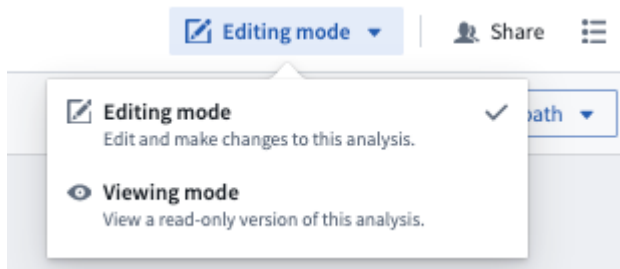 Editing mode
Share
Editing mode
Edit and make changes to this analysis.
Viewing mode
View a read-only version of this analysis.